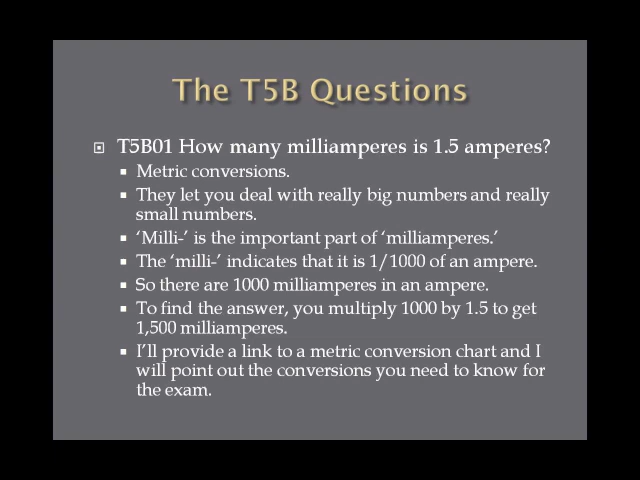 The T5B Questions
T5B01 How many milliamperes is 1.5 amperes?
Metric conversions.
They let you deal with really big numbers and really
small numbers.
‘Milli-’ is the important part of ‘milliamperes.’
The ‘milli-’ indicates that it is 1/1000 of an ampere.
So there are 1000 milliamperes in an ampere.
To find the answer, you multiply 1000 by 1.5 to get
1,500 milliamperes.
I’ll provide a link to a metric conversion chart and I
will point out the conversions you need to know for
the exam.